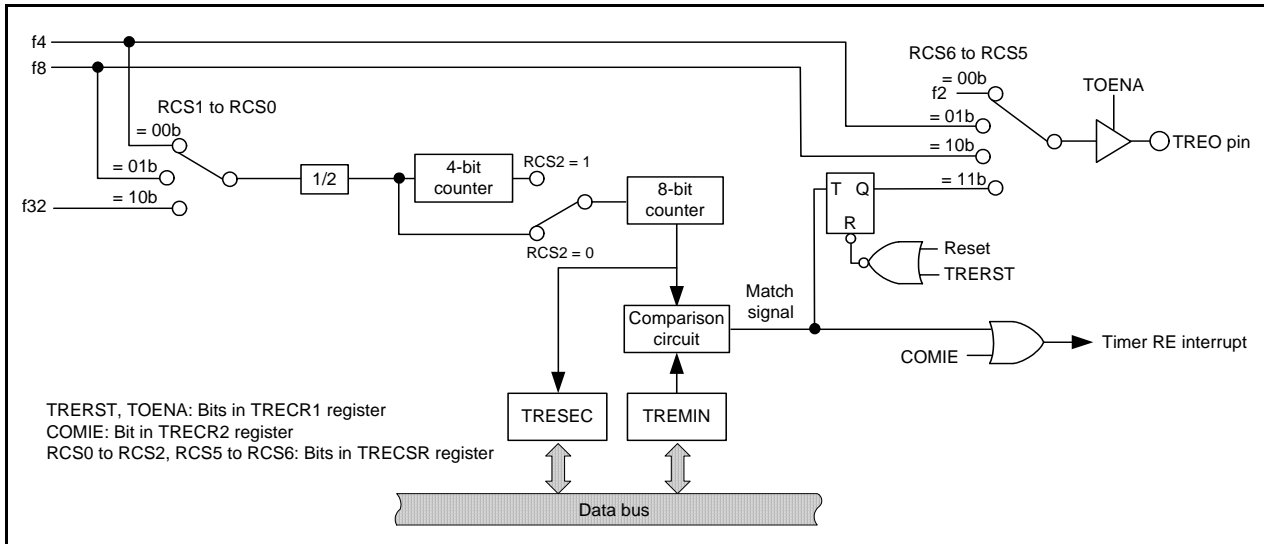 f4
f8
RCS6 to RCS5
= 00b
f2
TOENA
RCS1 to RCS0
= 00b
= 01b
= 10b
TREO pin
= 01b
1/2
4-bit
counter
RCS2 = 1
8-bit
counter
= 11b
= 10b
f32
T Q
R
RCS2 = 0
Reset
TRERST
Match
signal
Comparison
circuit
Timer RE interrupt
COMIE
TRESEC
TREMIN
TRERST, TOENA: Bits in TRECR1 register
COMIE: Bit in TRECR2 register
RCS0 to RCS2, RCS5 to RCS6: Bits in TRECSR register
Data bus